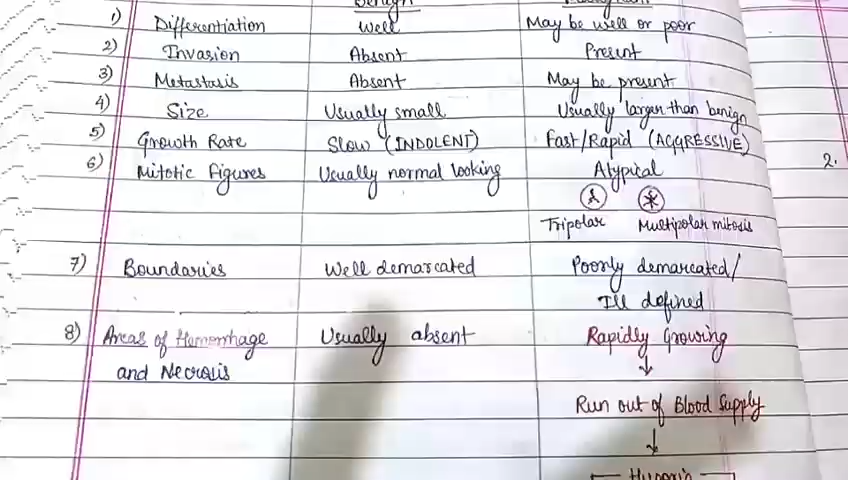 Benign
1) Differentiation Well May be well or poor
2) Invasion Absent Present
3) Metastasis Absent May be present
4) Size Usually small Usually larger than benign
5) Growth Rate Slow (INDOLENT) Fast/Rapid (AGGRESSIVE)
6) Mitotic Figures Usually normal looking Atypical
2.
Tripolar Multipolar mitosis
7) Boundaries Well demarcated Poorly demarcated/
Ill defined
8) Areas of Hemorrhage Usually absent Rapidly Growing
and Necrosis
↓
Run out of Blood Supply
↓
Hypoxia